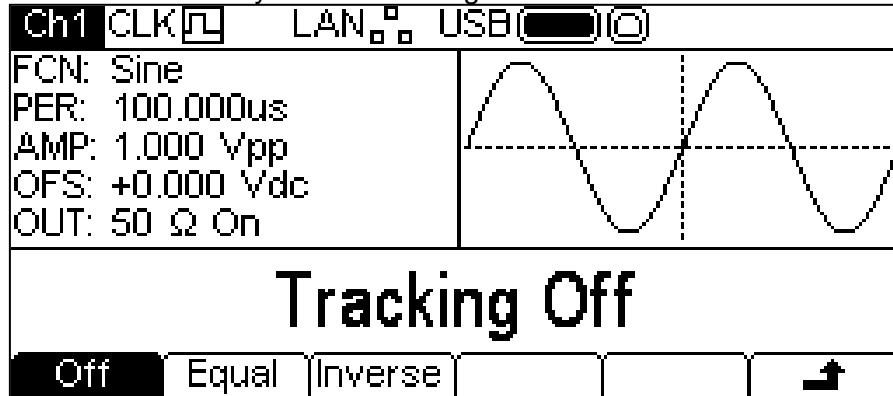 Ch1 CLK LAN USB
FCN: Sine
PER: 100.000us
AMP: 1.000 Vpp
OFS: +0.000 Vdc
OUT: 50 Ω On
Tracking Off
Off Equal Inverse